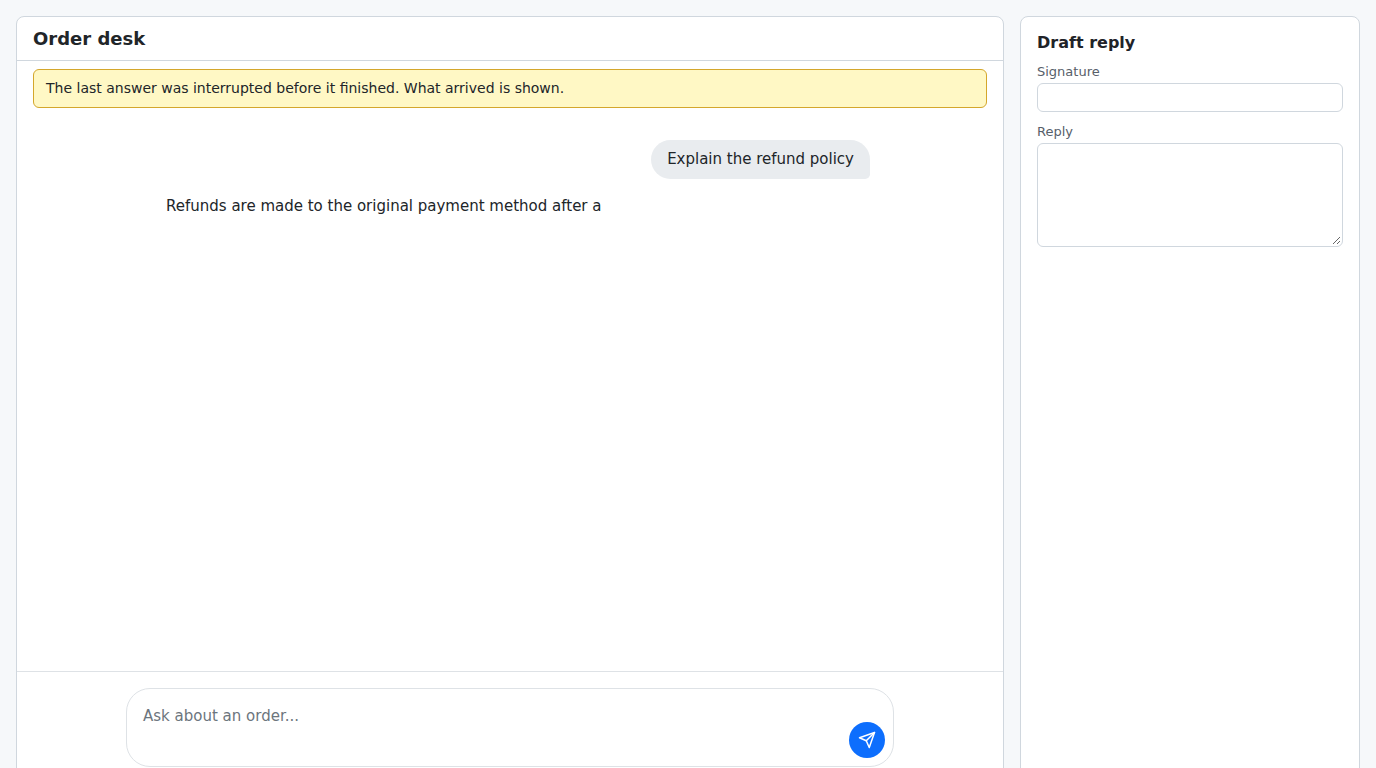 Order desk
The last answer was interrupted before it finished. What arrived is shown.
Explain the refund policy
Refunds are made to the original payment method after a
Ask about an order...
Draft reply
Signature
Reply